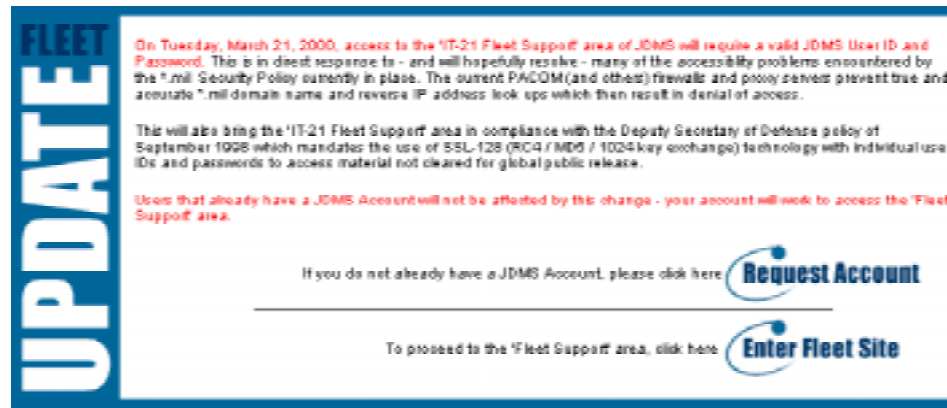 FLEET
UPDATE
On Tuesday, March 21, 2000, access to the "IT-21 Fleet Support" area of JDMS will require a valid JDMS User ID and
Password. This is in direct response to - and will hopefully resolve - many of the accessiblity problems encountered by
the *.mil Security Policy currently in place. The current PACOM (and others) firewalls and proxy servers prevent true and
accurate *.mil domain name and reverse IP address look ups which then result in denial of access.
This will also bring the "IT-21 Fleet Support" area in compliance with the Deputy Secretary of Defense policy of
September 1998 which mandates the use of SSL-128 (RC4 / MD5 / 1024 key exchange) technology with individual use
IDs and passwords to access material not cleared for global public release.
Users that already have a JDMS Account will not be affected by this change - your account will work to access the "Fleet
Support" area.
If you do not already have a JDMS Account, please click here
Request Account
To proceed to the "Fleet Support" area, click here
Enter Fleet Site